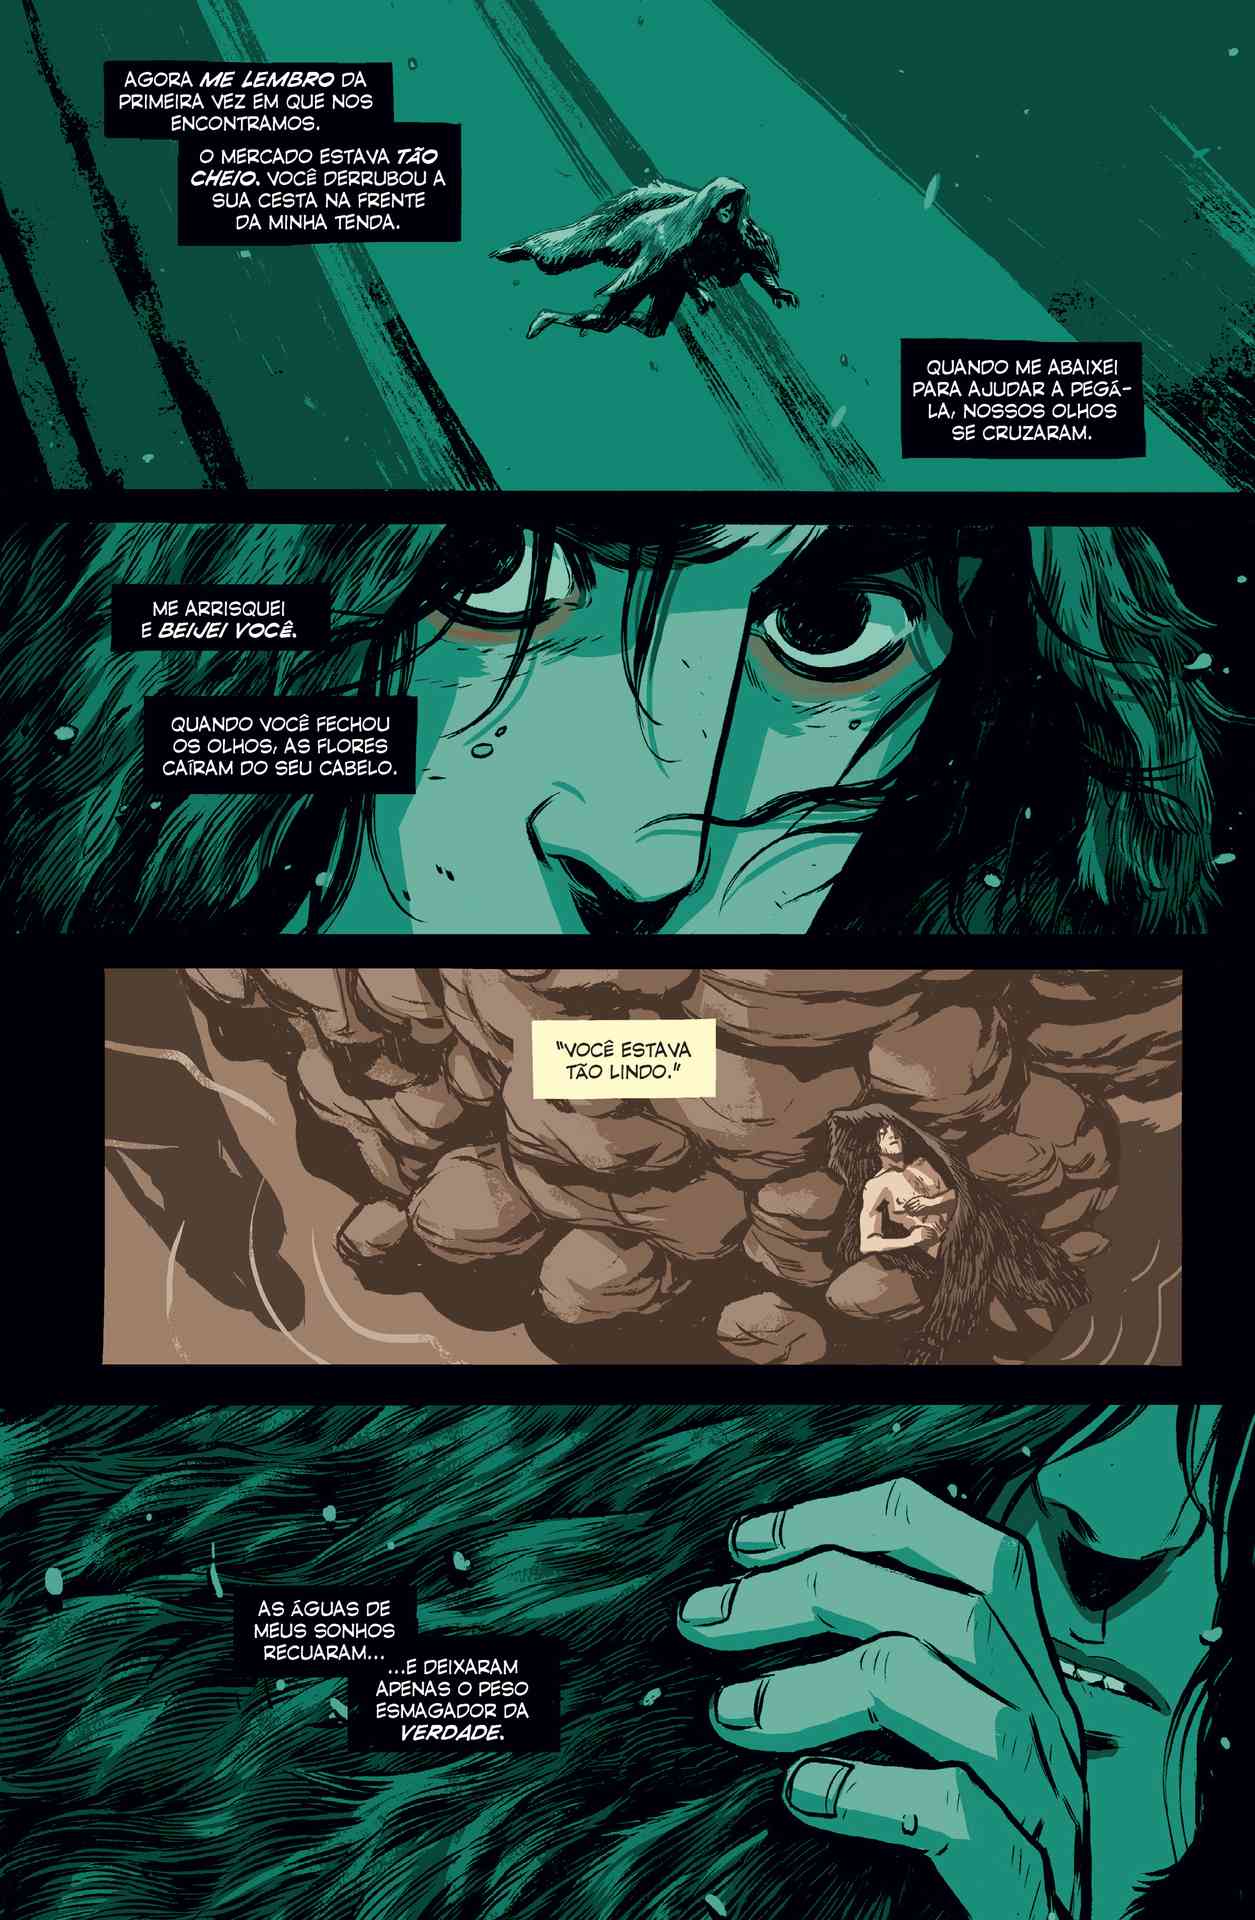 AGORA ME LEMBRO DA
PRIMEIRA VEZ EM QUE NOS
ENCONTRAMOS.
O MERCADO ESTAVA TÃO
CHEIO. VOCÊ DERRUBOU A
SUA CESTA NA FRENTE
DA MINHA TENDA.
QUANDO ME ABAIXEI
PARA AJUDAR A PEGÁ-
LA, NOSSOS OLHOS
SE CRUZARAM.
ME ARRISQUEI
E BEIJEI VOCÊ.
QUANDO VOCÊ FECHOU
OS OLHOS, AS FLORES
CAÍRAM DO SEU CABELO.
"VOCÊ ESTAVA
TÃO LINDO."
AS ÁGUAS DE
MEUS SONHOS
RECUARAM...
...E DEIXARAM
APENAS O PESO
ESMAGADOR DA
VERDADE.